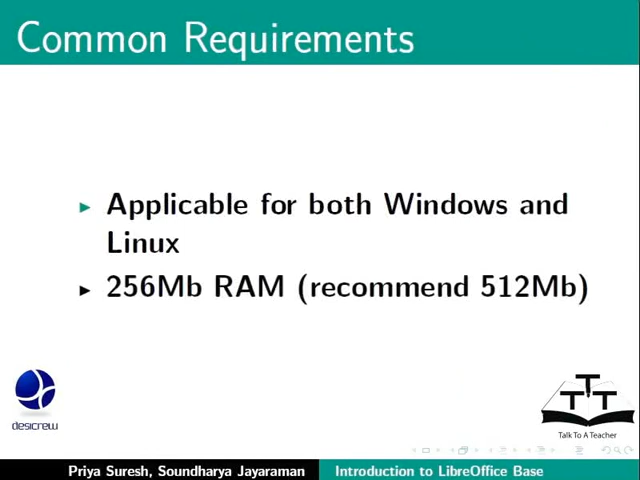 Common Requirements
Applicable for both Windows and
Linux
256Mb RAM (recommend 512Mb)
desicrew
T
T T
Talk To A Teacher
Priya Suresh, Soundharya Jayaraman Introduction to LibreOffice Base